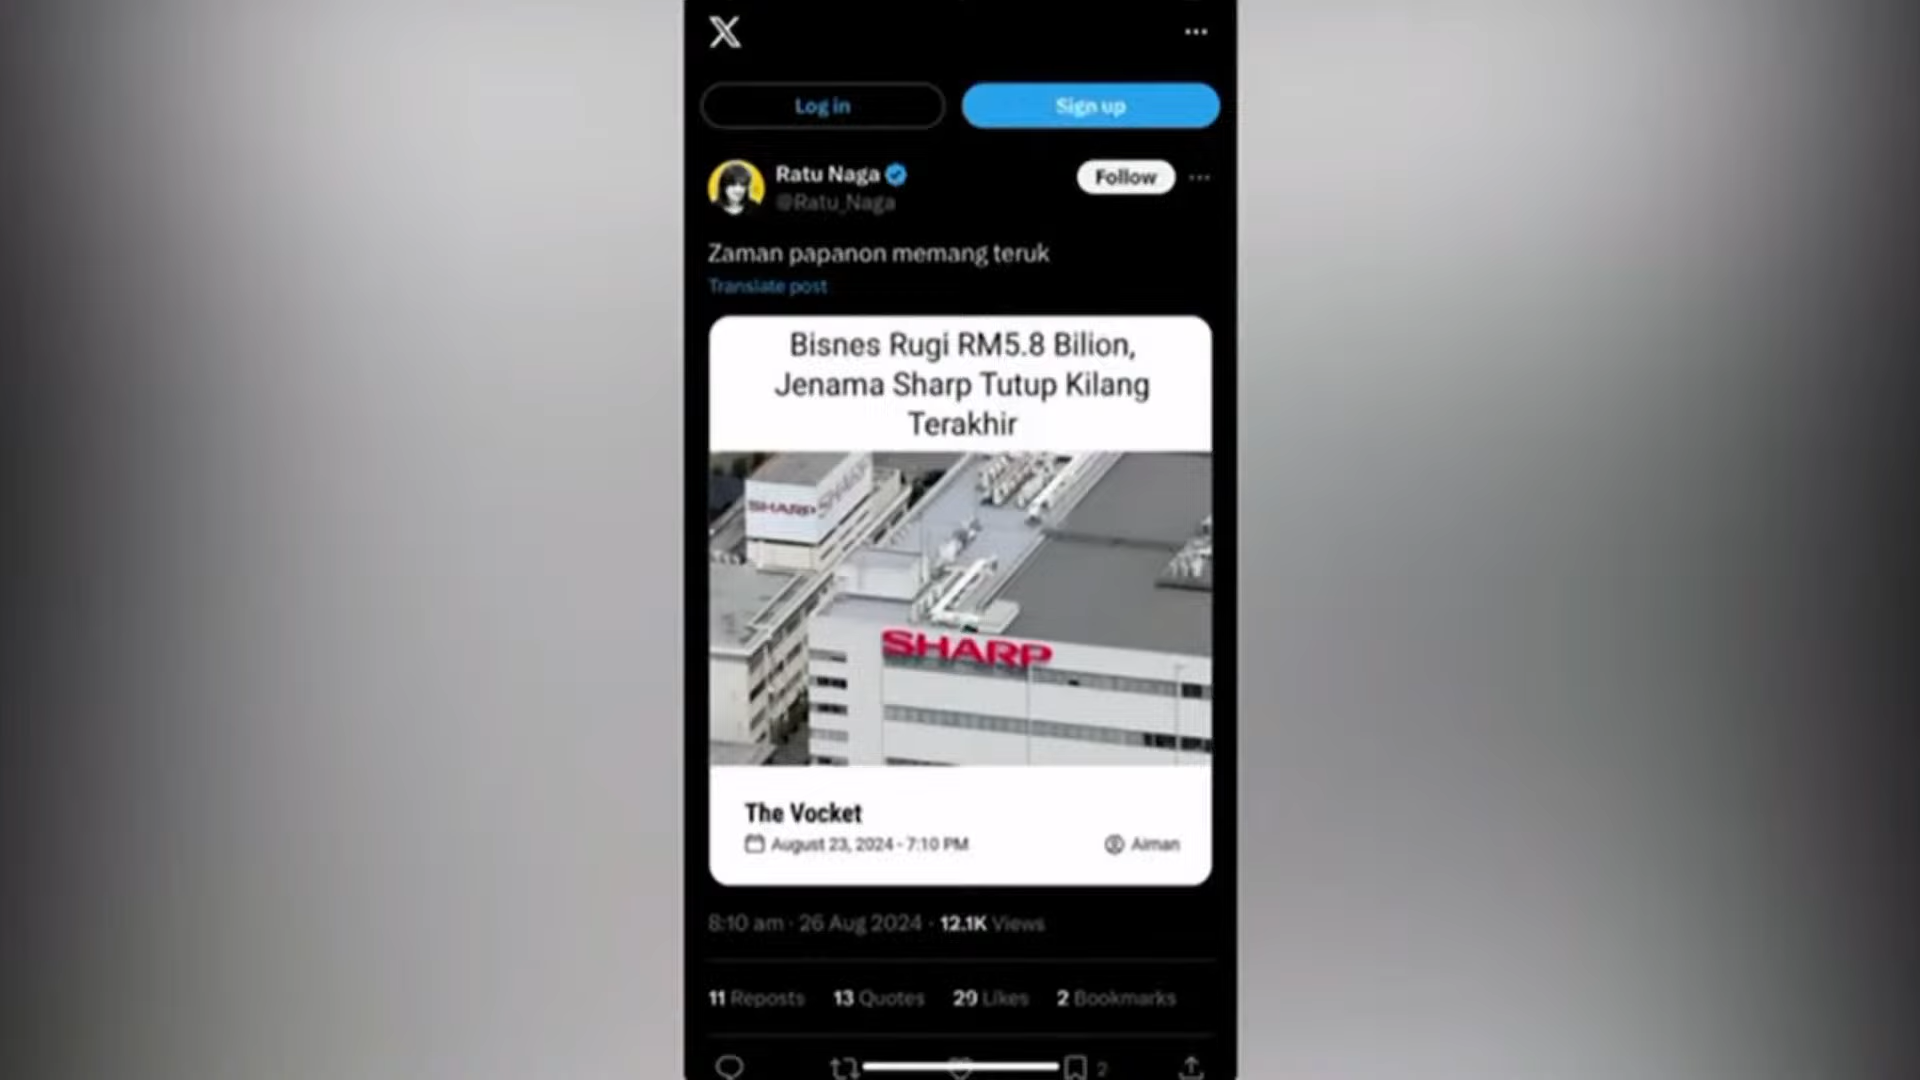 X
Log in
Sign up
Ratu Naga
Follow
@Ratu_Naga
Zaman papanon memang teruk
Translate post
Bisnes Rugi RM5.8 Bilion,
Jenama Sharp Tutup Kilang
Terakhir
SHARP SHARP
SHARP
The Vocket
August 23, 2024 - 7:10 PM
Aiman
8:10 am · 26 Aug 2024 · 12.1K Views
11 Reposts 13 Quotes 29 Likes 2 Bookmarks
2